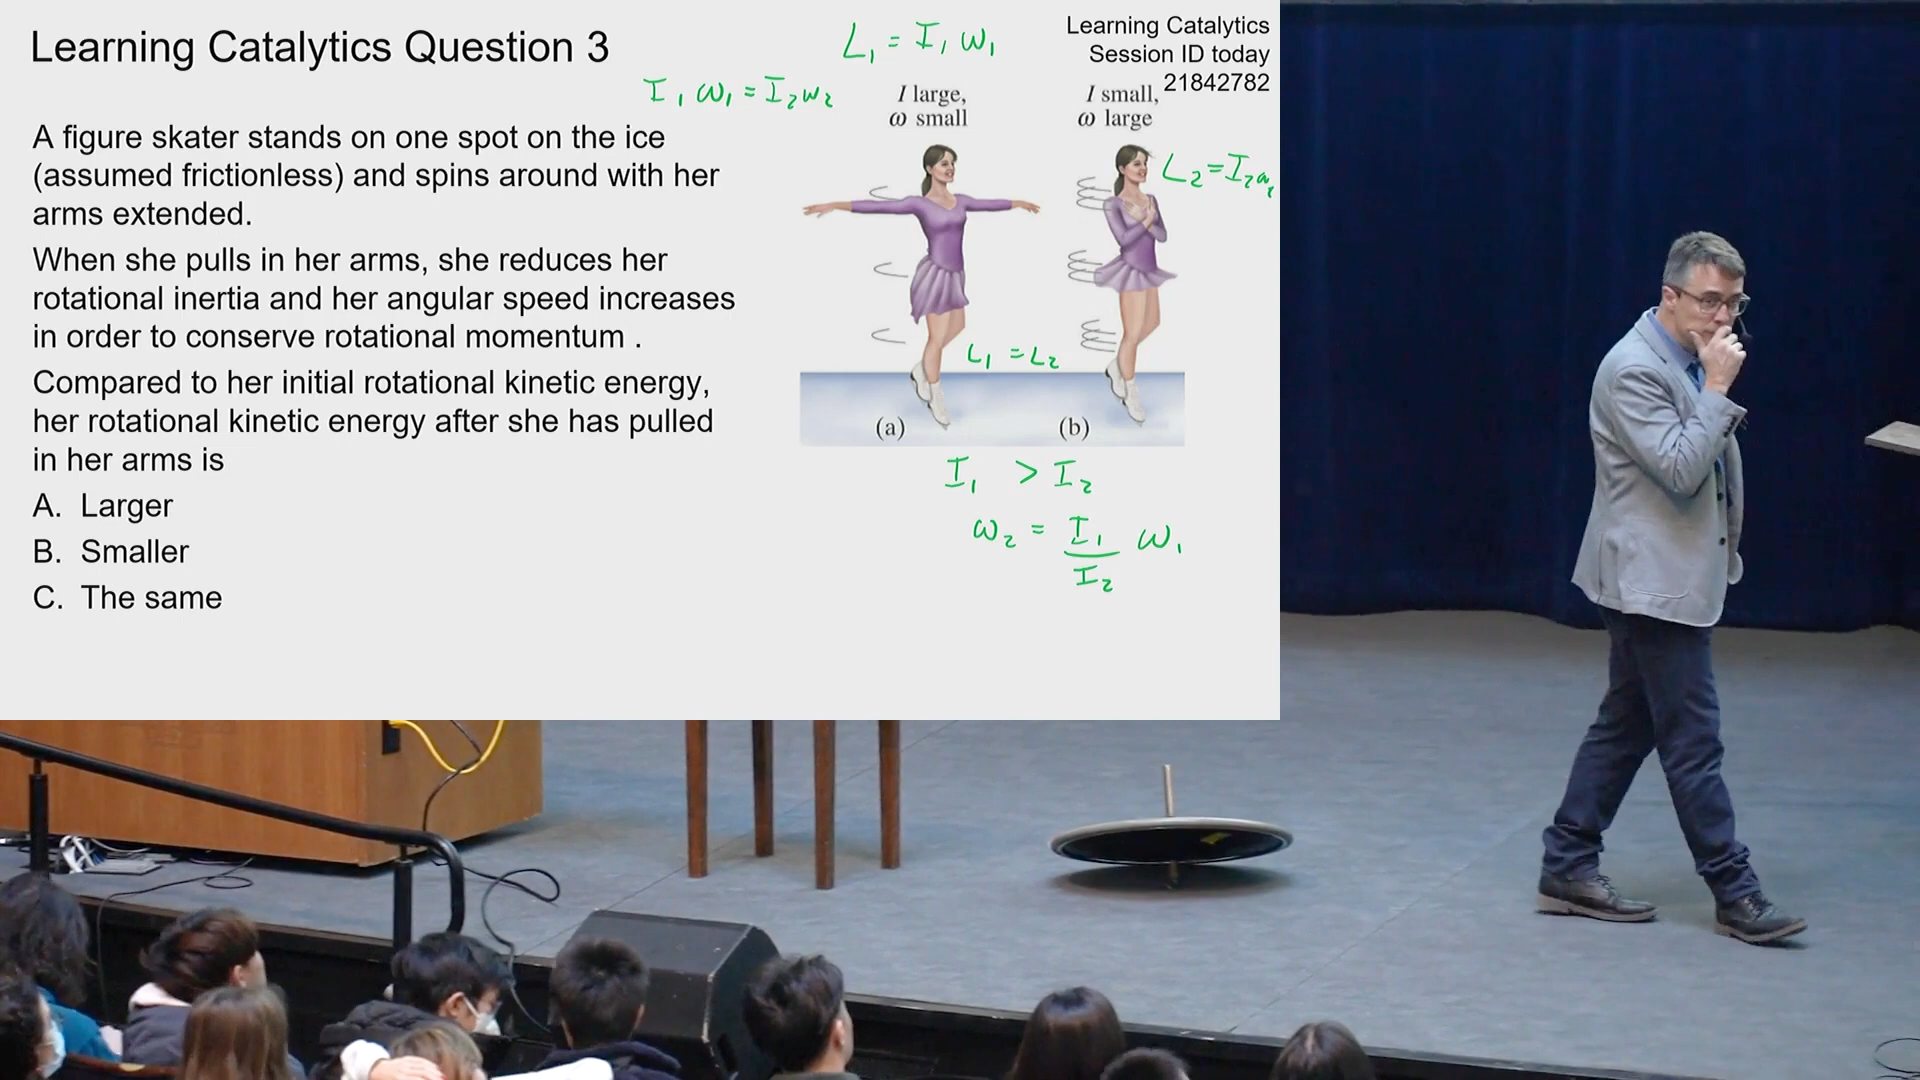 Learning Catalytics Question 3
Learning Catalytics
Session ID today
21842782
L₁ = I₁ ω₁
I₁ ω₁ = I₂ ω₂
I large,
ω small
I small,
ω large
L₂ = I₂ω₂
A figure skater stands on one spot on the ice
(assumed frictionless) and spins around with her
arms extended.
When she pulls in her arms, she reduces her
rotational inertia and her angular speed increases
in order to conserve rotational momentum .
Compared to her initial rotational kinetic energy,
her rotational kinetic energy after she has pulled
in her arms is
A. Larger
B. Smaller
C. The same
L₁ = L₂
(a)
(b)
I₁ > I₂
ω₂ = I₁/I₂ ω₁